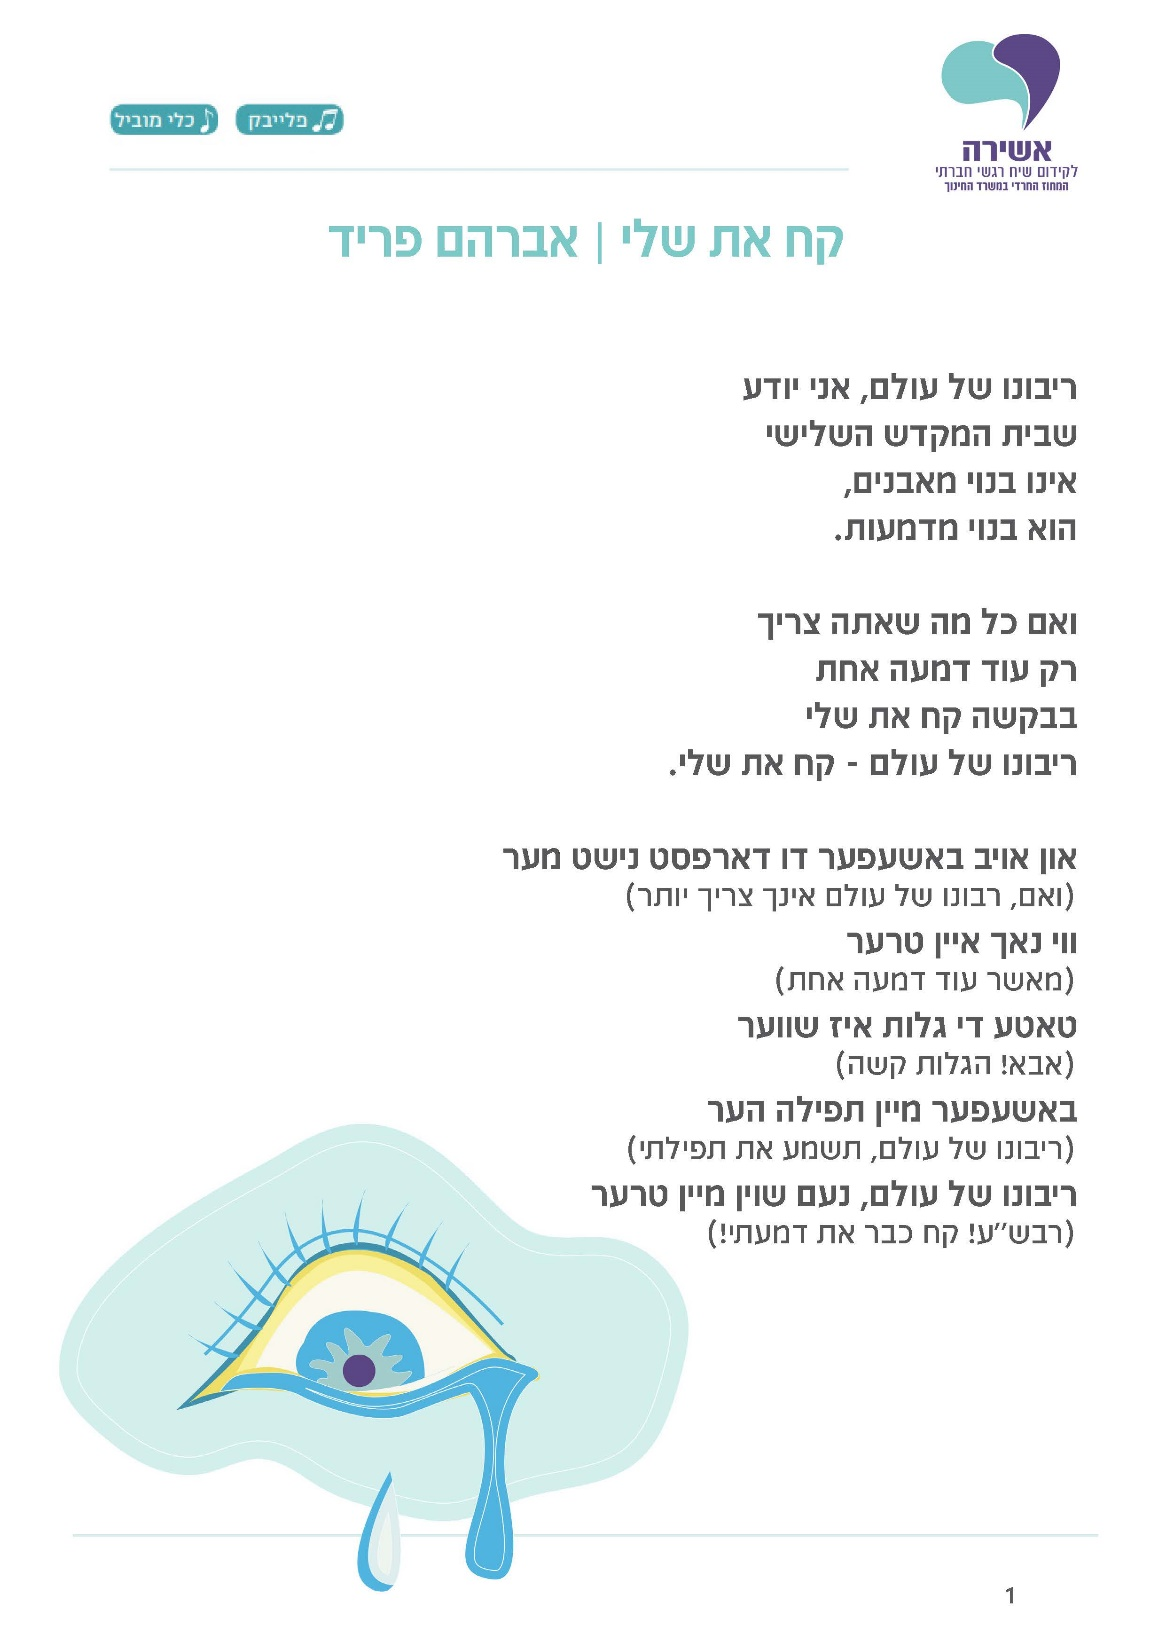 אשירה
לקידום שיח רגשי חברתי
המחוז החרדי במשרד החינוך
פלייבק
כלי מוביל
קח את שלי | אברהם פריד
ריבונו של עולם, אני יודע
שבית המקדש השלישי
אינו בנוי מאבנים,
הוא בנוי מדמעות.
ואם כל מה שאתה צריך
רק עוד דמעה אחת
בבקשה קח את שלי
ריבונו של עולם - קח את שלי.
און אויב באשעפער דו דארפסט נישט מער
(ואם, רבונו של עולם אינך צריך יותר)
ווי נאך איין טרער
(מאשר עוד דמעה אחת)
טאטע די גלות איז שווער
(אבא! הגלות קשה)
באשעפער מיין תפילה הער
(ריבונו של עולם, תשמע את תפילתי)
ריבונו של עולם, נעם שוין מיין טרער
(רבש''ע! קח כבר את דמעתי!)
1